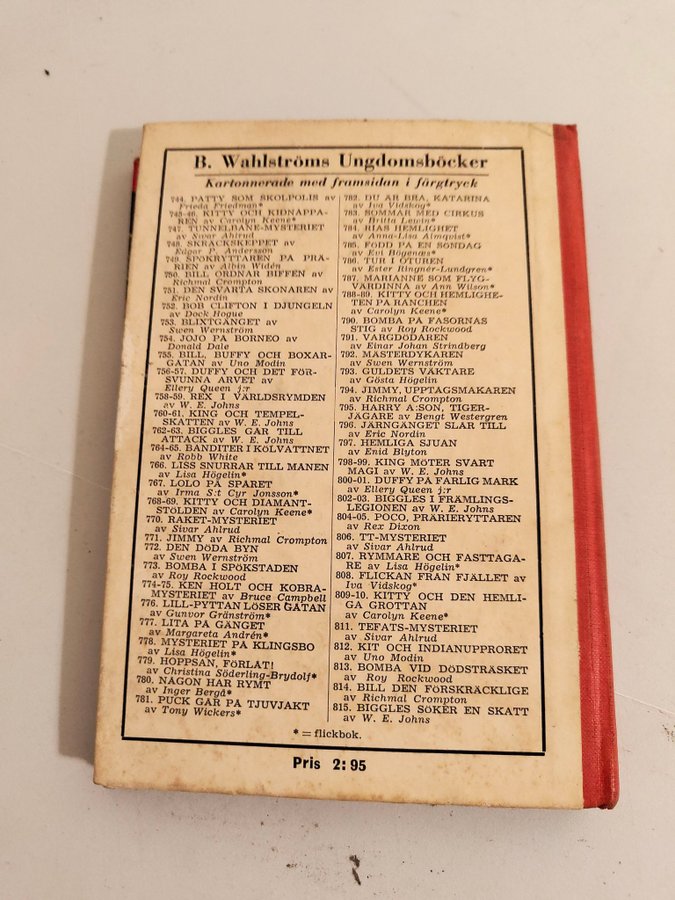 B. Wahlströms Ungdomsböcker
Kartonnerade med framsidan i färgtryck
744. PATTY SOM SKOLPOLIS av
Frieda Friedman*
745-46. KITTY OCH KIDNAPPA-
REN av Carolyn Keene*
747. TUNNELBANE-MYSTERIET
av Sivar Ahlrud
748. SKRÄCKSKEPPET av
Edgar P. Andersson
749. SPÖKRYTTAREN PÅ PRÄ-
RIEN av Albin Widén
750. BILL ORDNAR BIFFEN av
Richmal Crompton
751. DEN SVARTA SKONAREN av
Eric Nordin
752. BOB CLIFTON I DJUNGELN
av Dock Hogue
753. BLIXTGÄNGET av
Swen Wernström
754. JOJO PÅ BORNEO av
Donald Dale
755. BILL, BUFFY OCH BOXAR-
GATAN av Uno Modin
756-57. DUFFY OCH DET FÖR-
SVUNNA ARVET av
Ellery Queen j:r
758-59. REX I VÄRLDSRYMDEN
av W. E. Johns
760-61. KING OCH TEMPEL-
SKATTEN av W. E. Johns
762-63. BIGGLES GÅR TILL
ATTACK av W. E. Johns
764-65. BANDITER I KÖLVATTNET
av Robb White
766. LISS SNURRAR TILL MÅNEN
av Lisa Högelin*
767. LOLO PÅ SPÅRET
av Irma S:t Cyr Jonsson*
768-69. KITTY OCH DIAMANT-
STÖLDEN av Carolyn Keene*
770. RAKET-MYSTERIET
av Sivar Ahlrud
771. JIMMY av Richmal Crompton
772. DEN DÖDA BYN
av Swen Wernström
773. BOMBA I SPÖKSTADEN
av Roy Rockwood
774-75. KEN HOLT OCH KOBRA-
MYSTERIET av Bruce Campbell
776. LILL-PYTTAN LÖSER GÅTAN
av Gunvor Gränström*
777. LITA PÅ GÄNGET
av Margareta Andrén*
778. MYSTERIET PÅ KLINGSBO
av Lisa Högelin*
779. HOPPSAN, FÖRLÅT!
av Christina Söderling-Brydolf*
780. NÅGON HAR RYMT
av Inger Bergå*
781. PUCK GÅR PÅ TJUVJAKT
av Tony Wickers*
782. DU ÄR BRA, KATARINA
av Iva Vidskog*
783. SOMMAR MED CIRKUS
av Britta Lewin*
784. RIAS HEMLIGHET
av Anna-Lisa Almqvist*
785. FÖDD PÅ EN SÖNDAG
av Evi Bögenæs*
786. TUR I OTUREN
av Ester Ringnér-Lundgren*
787. MARIANNE SOM FLYG-
VÄRDINNA av Ann Wilson*
788-89. KITTY OCH HEMLIGHE-
TEN PÅ RANCHEN
av Carolyn Keene*
790. BOMBA PÅ FASORNAS
STIG av Roy Rockwood
791. VARGDÖDAREN
av Einar Johan Strindberg
792. MÄSTERDYKAREN
av Swen Wernström
793. GULDETS VÄKTARE
av Gösta Högelin
794. JIMMY, UPPTÅGSMAKAREN
av Richmal Crompton
795. HARRY A:SON, TIGER-
JÄGARE av Bengt Westergren
796. JÄRNGÄNGET SLÅR TILL
av Eric Nordin
797. HEMLIGA SJUAN
av Enid Blyton
798-99. KING MÖTER SVART
MAGI av W. E. Johns
800-01. DUFFY PÅ FARLIG MARK
av Ellery Queen j:r
802-03. BIGGLES I FRÄMLINGS-
LEGIONEN av W. E. Johns
804-05. POCO, PRÄRIERYTTAREN
av Rex Dixon
806. TT-MYSTERIET
av Sivar Ahlrud
807. RYMMARE OCH FASTTAGA-
RE av Lisa Högelin*
808. FLICKAN FRÅN FJÄLLET av
Iva Vidskog*
809-10. KITTY OCH DEN HEMLI-
GA GROTTAN
av Carolyn Keene*
811. TEFATS-MYSTERIET
av Sivar Ahlrud
812. KIT OCH INDIANUPPRORET
av Uno Modin
813. BOMBA VID DÖDSTRÄSKET
av Roy Rockwood
814. BILL DEN FÖRSKRÄCKLIGE
av Richmal Crompton
815. BIGGLES SÖKER EN SKATT
av W. E. Johns
* = flickbok.
Pris 2:95